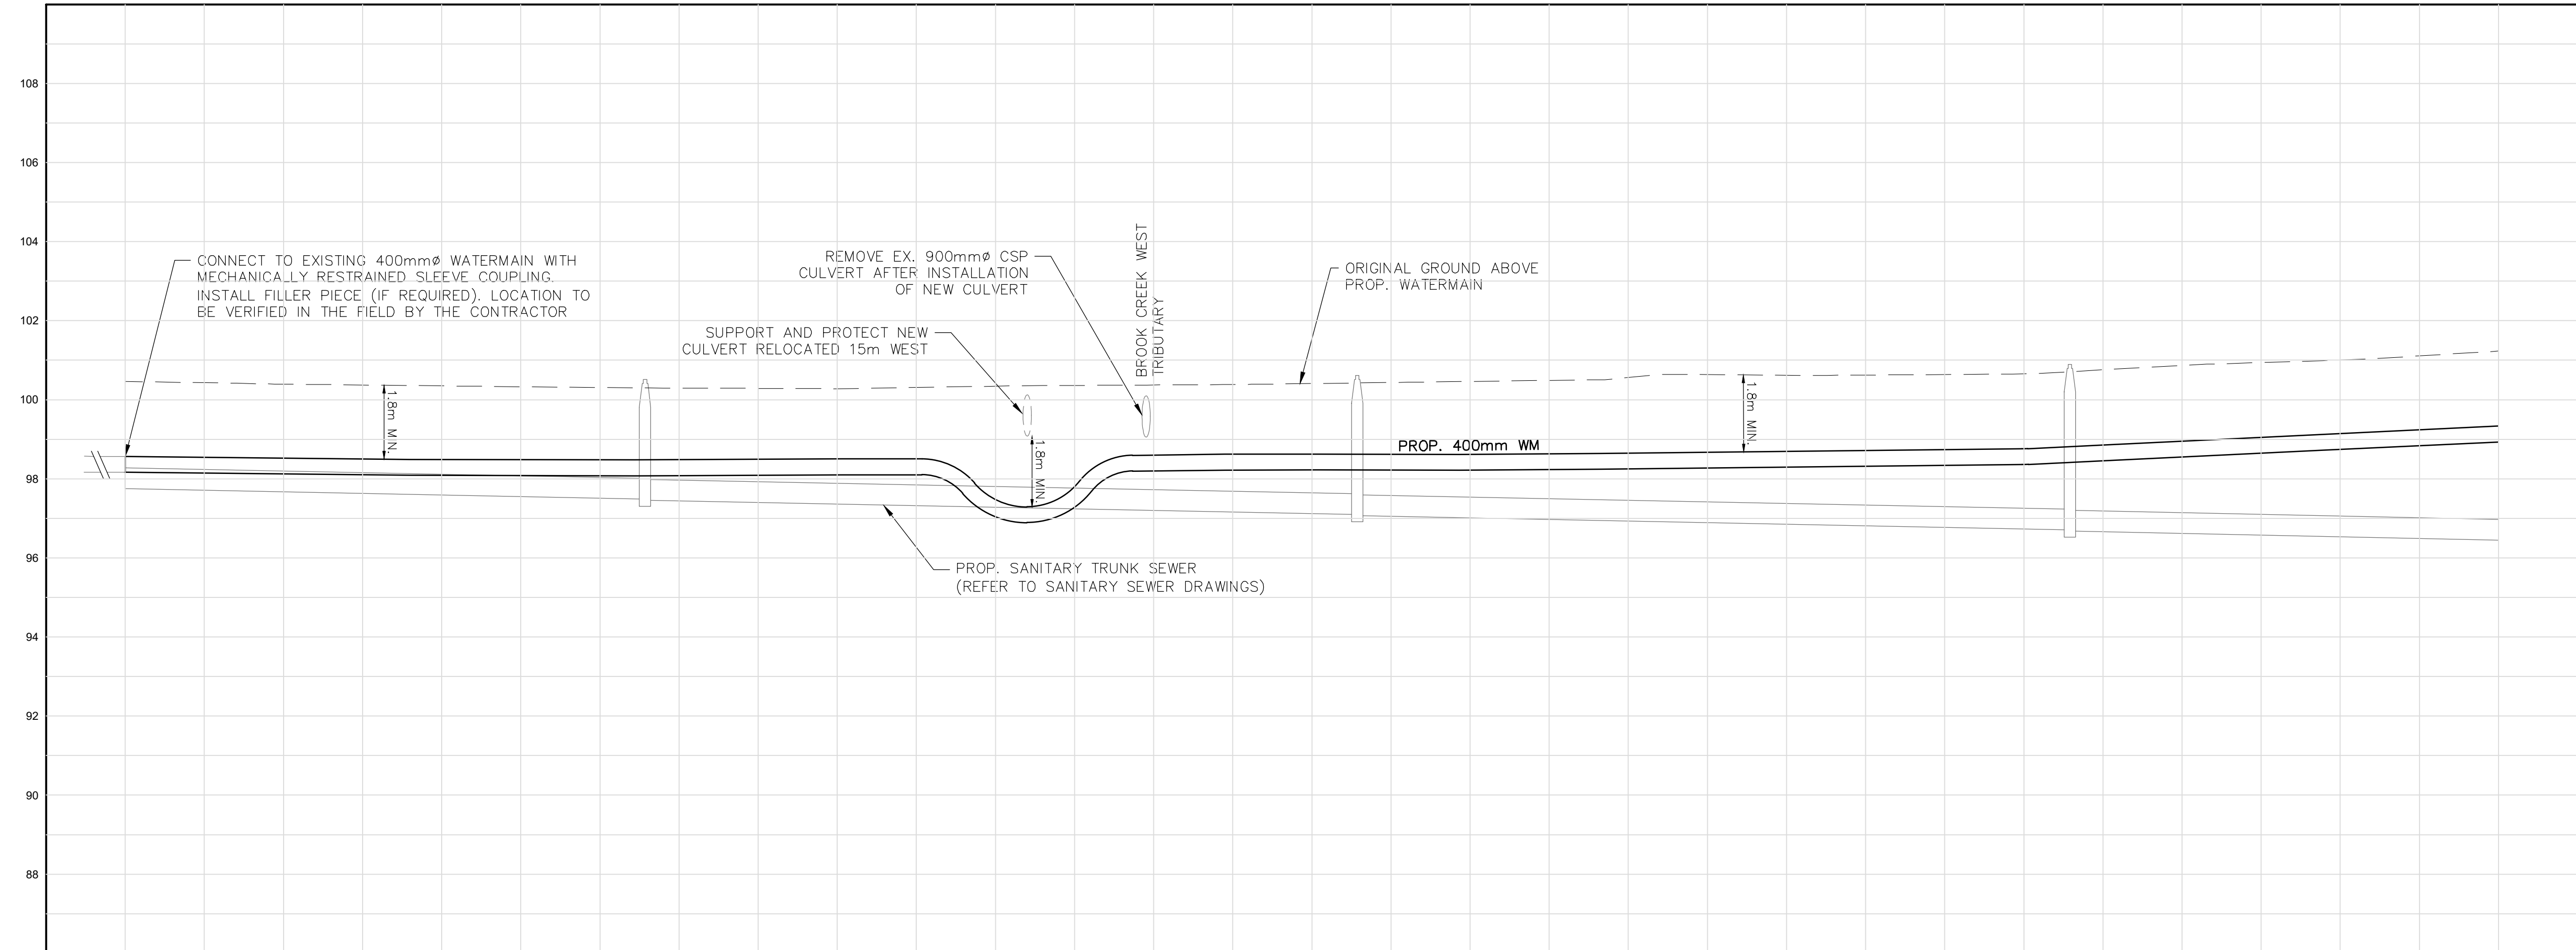 108
106
104
102
100
98
96
94
92
90
88
CONNECT TO EXISTING 400mmø WATERMAIN WITH
MECHANICALLY RESTRAINED SLEEVE COUPLING.
INSTALL FILLER PIECE (IF REQUIRED). LOCATION TO
BE VERIFIED IN THE FIELD BY THE CONTRACTOR
REMOVE EX. 900mmø CSP
CULVERT AFTER INSTALLATION
OF NEW CULVERT
SUPPORT AND PROTECT NEW
CULVERT RELOCATED 15m WEST
BROOK CREEK WEST
TRIBUTARY
ORIGINAL GROUND ABOVE
PROP. WATERMAIN
1.8m MIN.
1.8m MIN.
1.8m MIN.
PROP. 400mm WM
PROP. SANITARY TRUNK SEWER
(REFER TO SANITARY SEWER DRAWINGS)